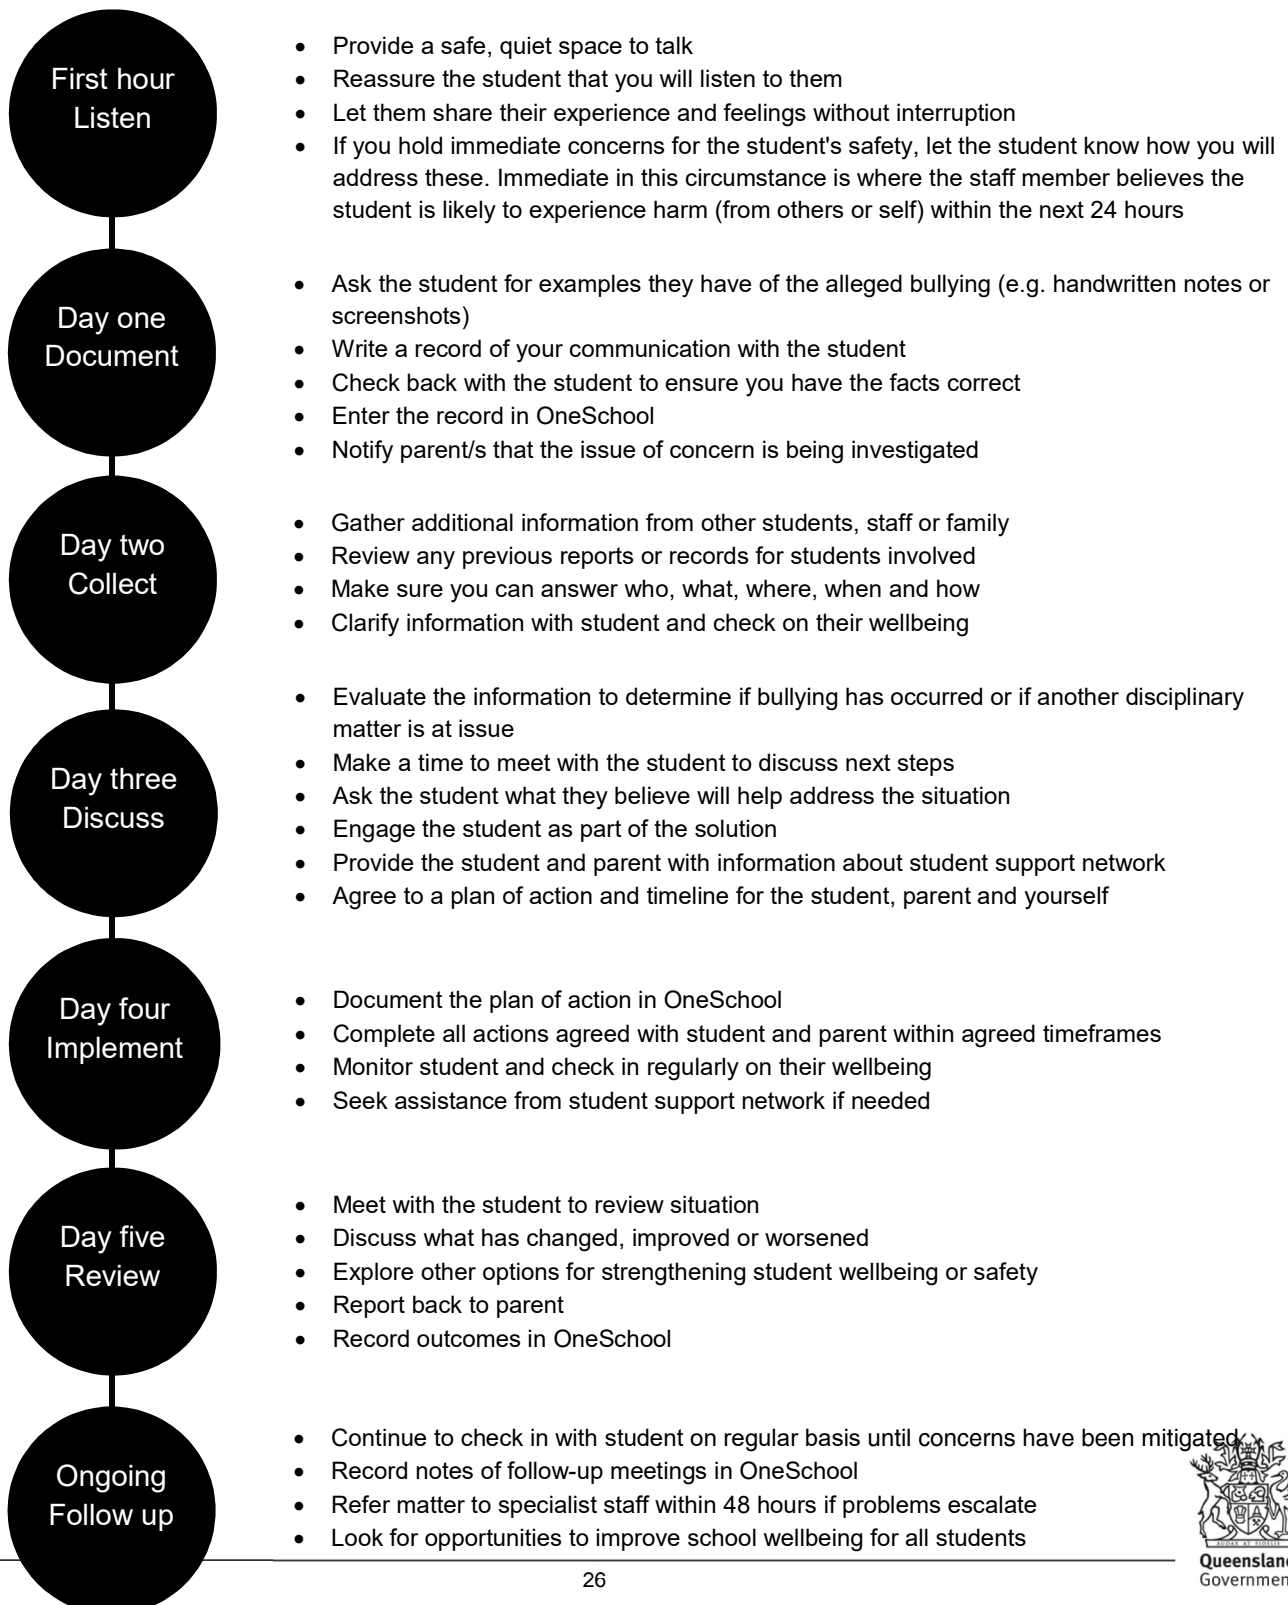 First hour
Listen
• Provide a safe, quiet space to talk
• Reassure the student that you will listen to them
• Let them share their experience and feelings without interruption
• If you hold immediate concerns for the student's safety, let the student know how you will
address these. Immediate in this circumstance is where the staff member believes the
student is likely to experience harm (from others or self) within the next 24 hours
Day one
Document
• Ask the student for examples they have of the alleged bullying (e.g. handwritten notes or
screenshots)
• Write a record of your communication with the student
• Check back with the student to ensure you have the facts correct
• Enter the record in OneSchool
• Notify parent/s that the issue of concern is being investigated
Day two
Collect
• Gather additional information from other students, staff or family
• Review any previous reports or records for students involved
• Make sure you can answer who, what, where, when and how
• Clarify information with student and check on their wellbeing
Day three
Discuss
• Evaluate the information to determine if bullying has occurred or if another disciplinary
matter is at issue
• Make a time to meet with the student to discuss next steps
• Ask the student what they believe will help address the situation
• Engage the student as part of the solution
• Provide the student and parent with information about student support network
• Agree to a plan of action and timeline for the student, parent and yourself
Day four
Implement
• Document the plan of action in OneSchool
• Complete all actions agreed with student and parent within agreed timeframes
• Monitor student and check in regularly on their wellbeing
• Seek assistance from student support network if needed
Day five
Review
• Meet with the student to review situation
• Discuss what has changed, improved or worsened
• Explore other options for strengthening student wellbeing or safety
• Report back to parent
• Record outcomes in OneSchool
Ongoing
Follow up
• Continue to check in with student on regular basis until concerns have been mitigated
• Record notes of follow-up meetings in OneSchool
• Refer matter to specialist staff within 48 hours if problems escalate
• Look for opportunities to improve school wellbeing for all students
AUDAX AT FIDELIS
Queenslan
Governmen
26